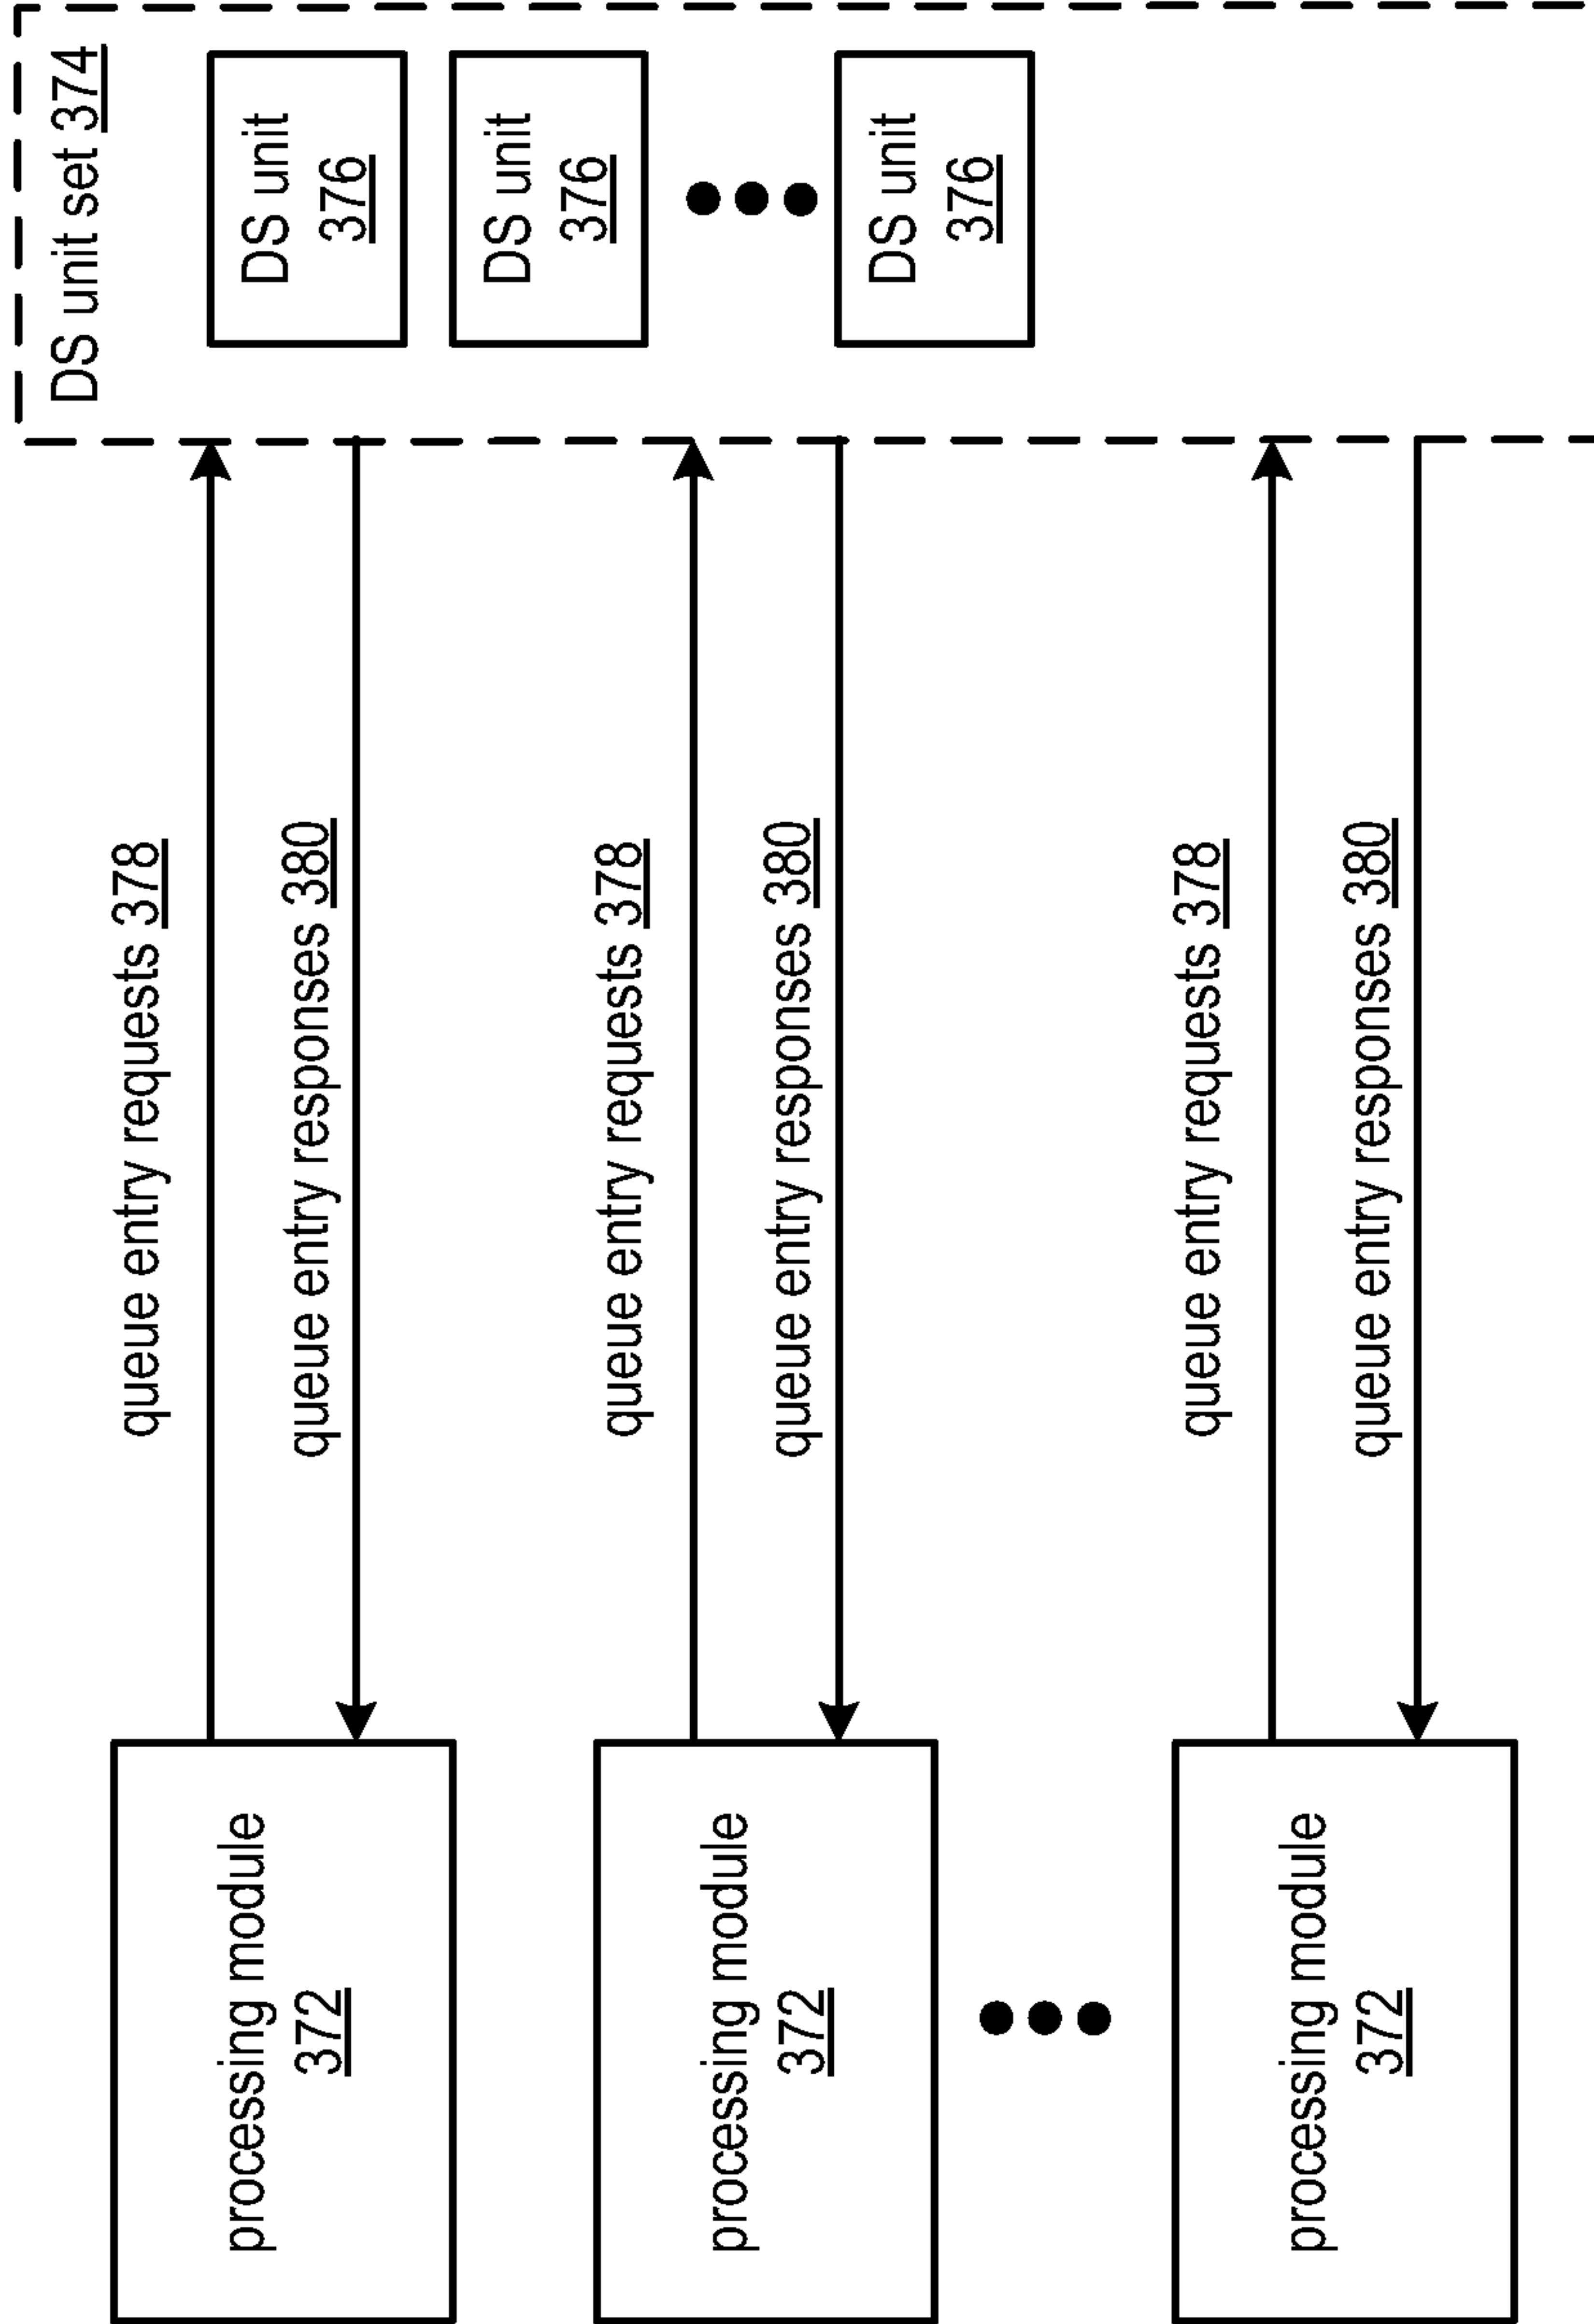 DS unit set 374
DS unit
376
DS unit
376
DS unit
376
queue entry requests 378
queue entry responses 380
queue entry requests 378
queue entry responses 380
queue entry requests 378
queue entry responses 380
processing module
372
processing module
372
processing module
372